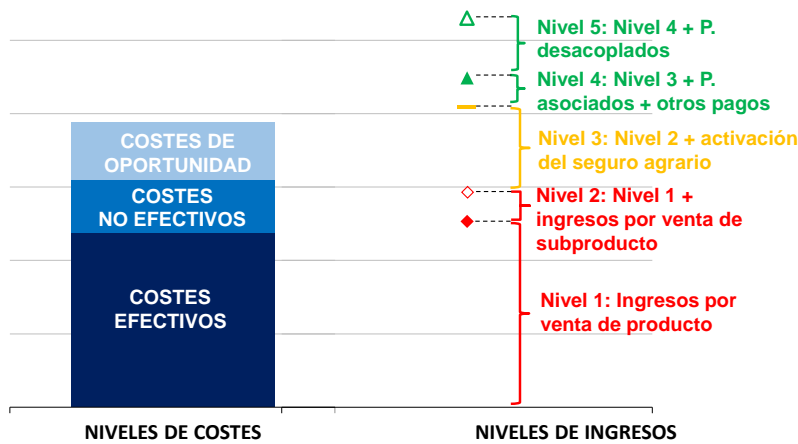 Nivel 5: Nivel 4 + P.
desacoplados
Nivel 4: Nivel 3 + P.
asociados + otros pagos
COSTES DE
OPORTUNIDAD
Nivel 3: Nivel 2 + activación
del seguro agrario
COSTES
NO EFECTIVOS
Nivel 2: Nivel 1 +
ingresos por venta de
subproducto
COSTES
EFECTIVOS
Nivel 1: Ingresos por
venta de producto
NIVELES DE COSTES
NIVELES DE INGRESOS